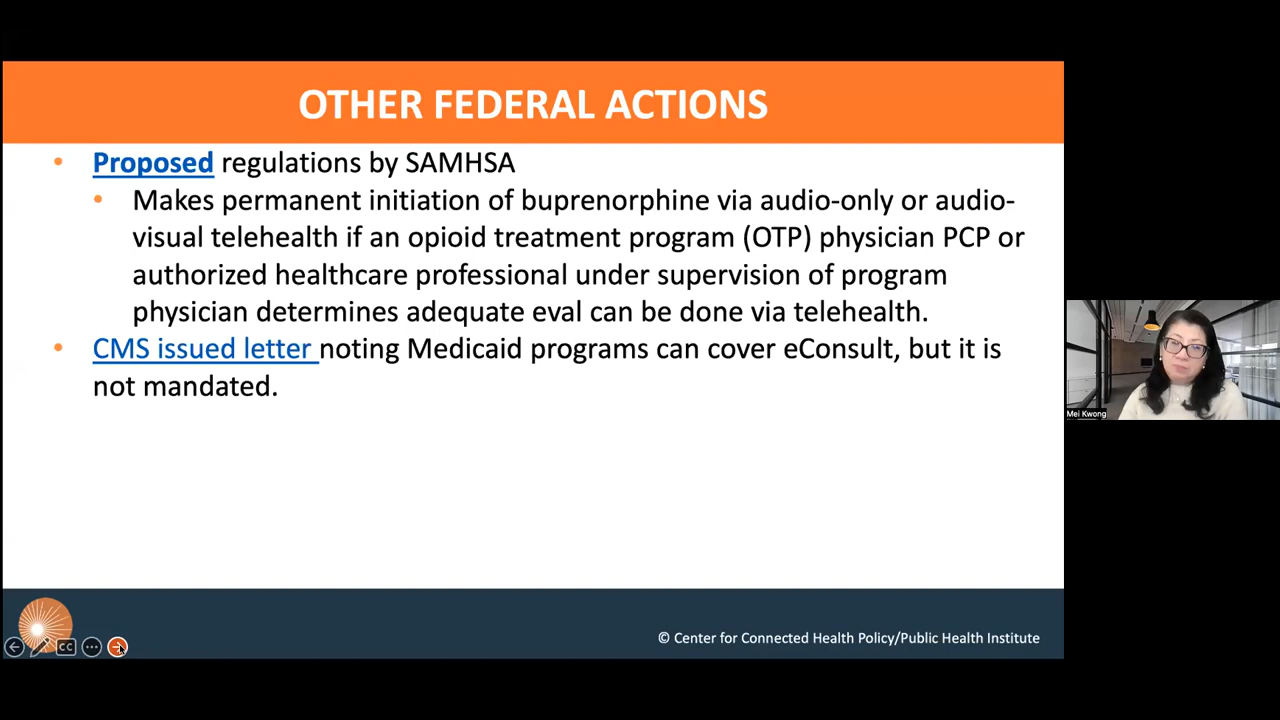 OTHER FEDERAL ACTIONS
• Proposed regulations by SAMHSA
• Makes permanent initiation of buprenorphine via audio-only or audio-
visual telehealth if an opioid treatment program (OTP) physician PCP or
authorized healthcare professional under supervision of program
physician determines adequate eval can be done via telehealth.
• CMS issued letter noting Medicaid programs can cover eConsult, but it is
not mandated.
Mei Kwong
© Center for Connected Health Policy/Public Health Institute
CC